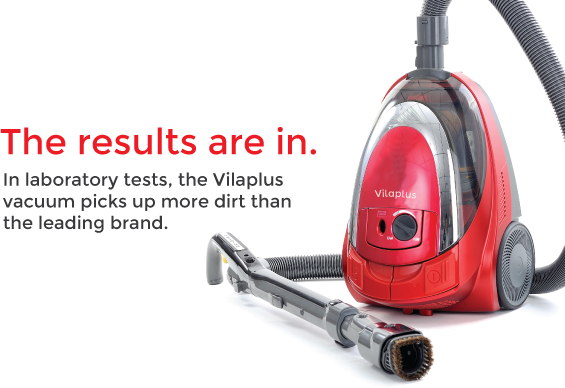 The results are in.
In laboratory tests, the Vilaplus
vacuum picks up more dirt than
the leading brand.
Vilaplus